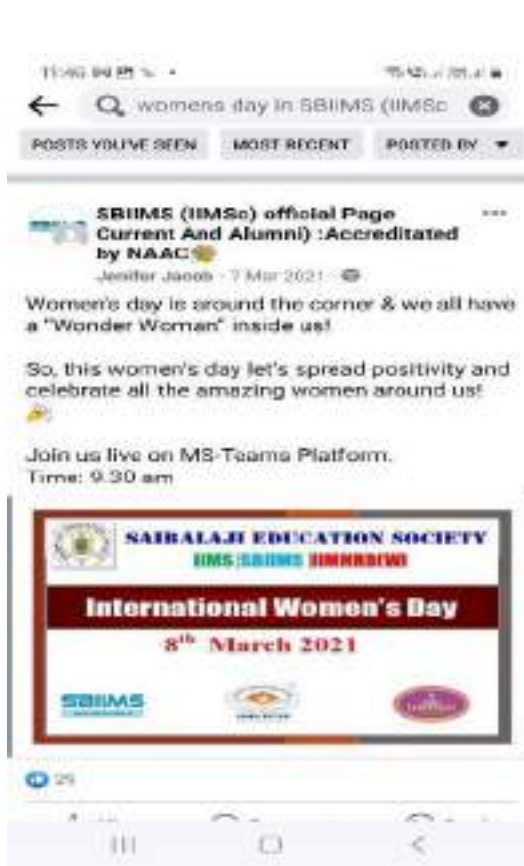 womens day in SBIIMS (IIMSc
POSTS YOU'VE SEEN MOST RECENT POSTED BY
SBIIMS (IIMSc) official Page
Current And Alumni) :Accreditated
by NAAC
Jenifer Jacob · 7 Mar 2021
Women's day is around the corner & we all have
a "Wonder Woman" inside us!
So, this women's day let's spread positivity and
celebrate all the amazing women around us!
Join us live on MS-Teams Platform.
Time: 9.30 am
SAIBALAJI EDUCATION SOCIETY
IIMS SBIIMS
International Women's Day
8th March 2021
SBIIMS
29